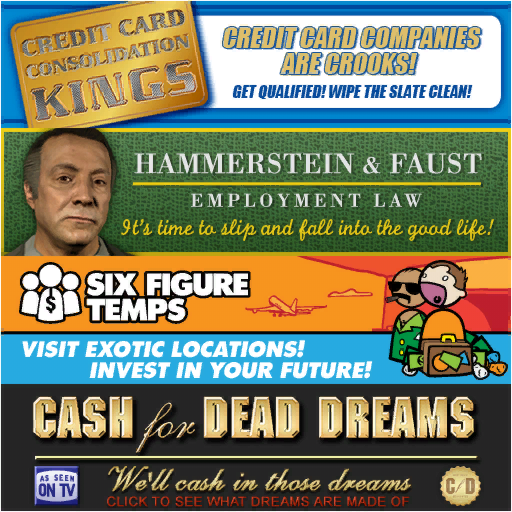 CREDIT CARD
CONSOLIDATION
KINGS
CREDIT CARD COMPANIES
ARE CROOKS!
GET QUALIFIED! WIPE THE SLATE CLEAN!
HAMMERSTEIN & FAUST
EMPLOYMENT LAW
It's time to slip and fall into the good life!
$
SIX FIGURE
TEMPS
VISIT EXOTIC LOCATIONS!
INVEST IN YOUR FUTURE!
CASH for DEAD DREAMS
AS SEEN
ON TV
We'll cash in those dreams
CLICK TO SEE WHAT DREAMS ARE MADE OF
C/D